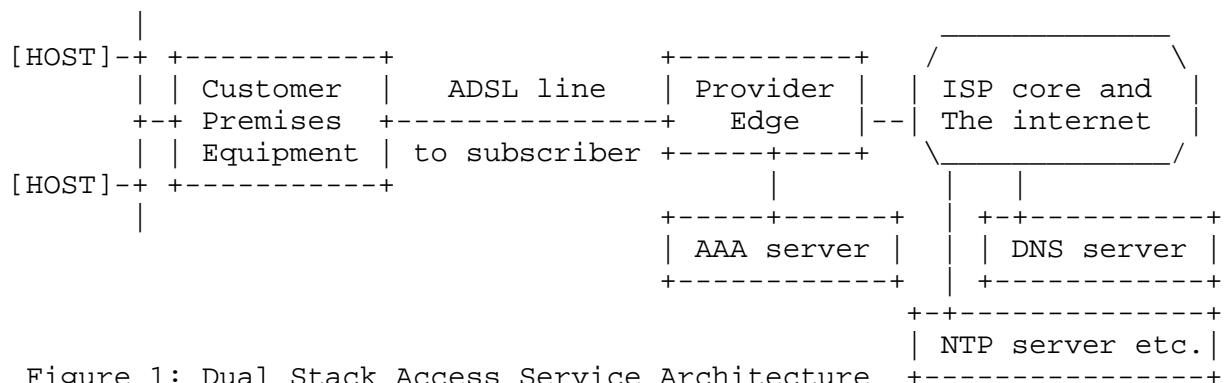 [HOST]
Customer ADSL line Provider ISP core and
Premises Edge The internet
Equipment to subscriber
[HOST]
AAA server DNS server
NTP server etc.
Figure 1: Dual Stack Access Service Architecture